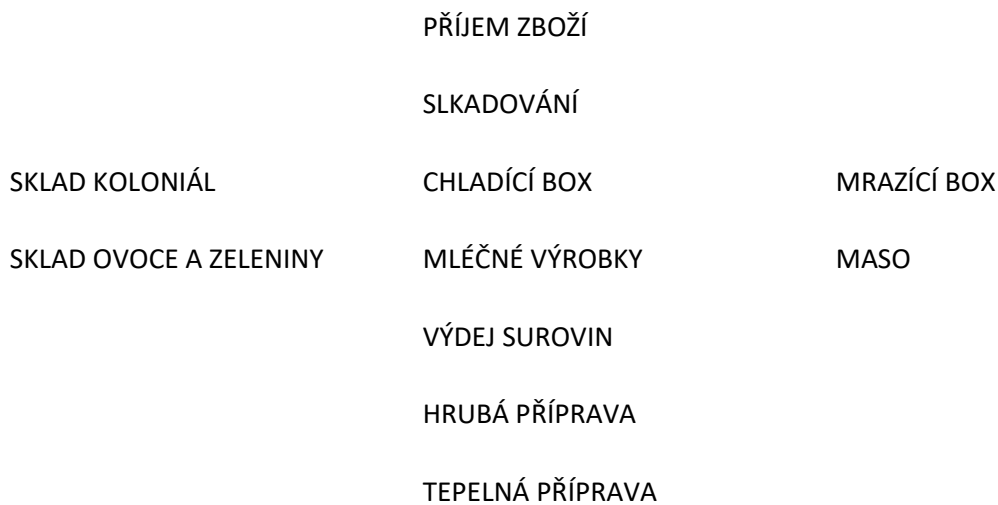 PŘÍJEM ZBOŽÍ
SLKADOVÁNÍ
SKLAD KOLONIÁL CHLADÍCÍ BOX MRAZÍCÍ BOX
SKLAD OVOCE A ZELENINY MLÉČNÉ VÝROBKY MASO
VÝDEJ SUROVIN
HRUBÁ PŘÍPRAVA
TEPELNÁ PŘÍPRAVA